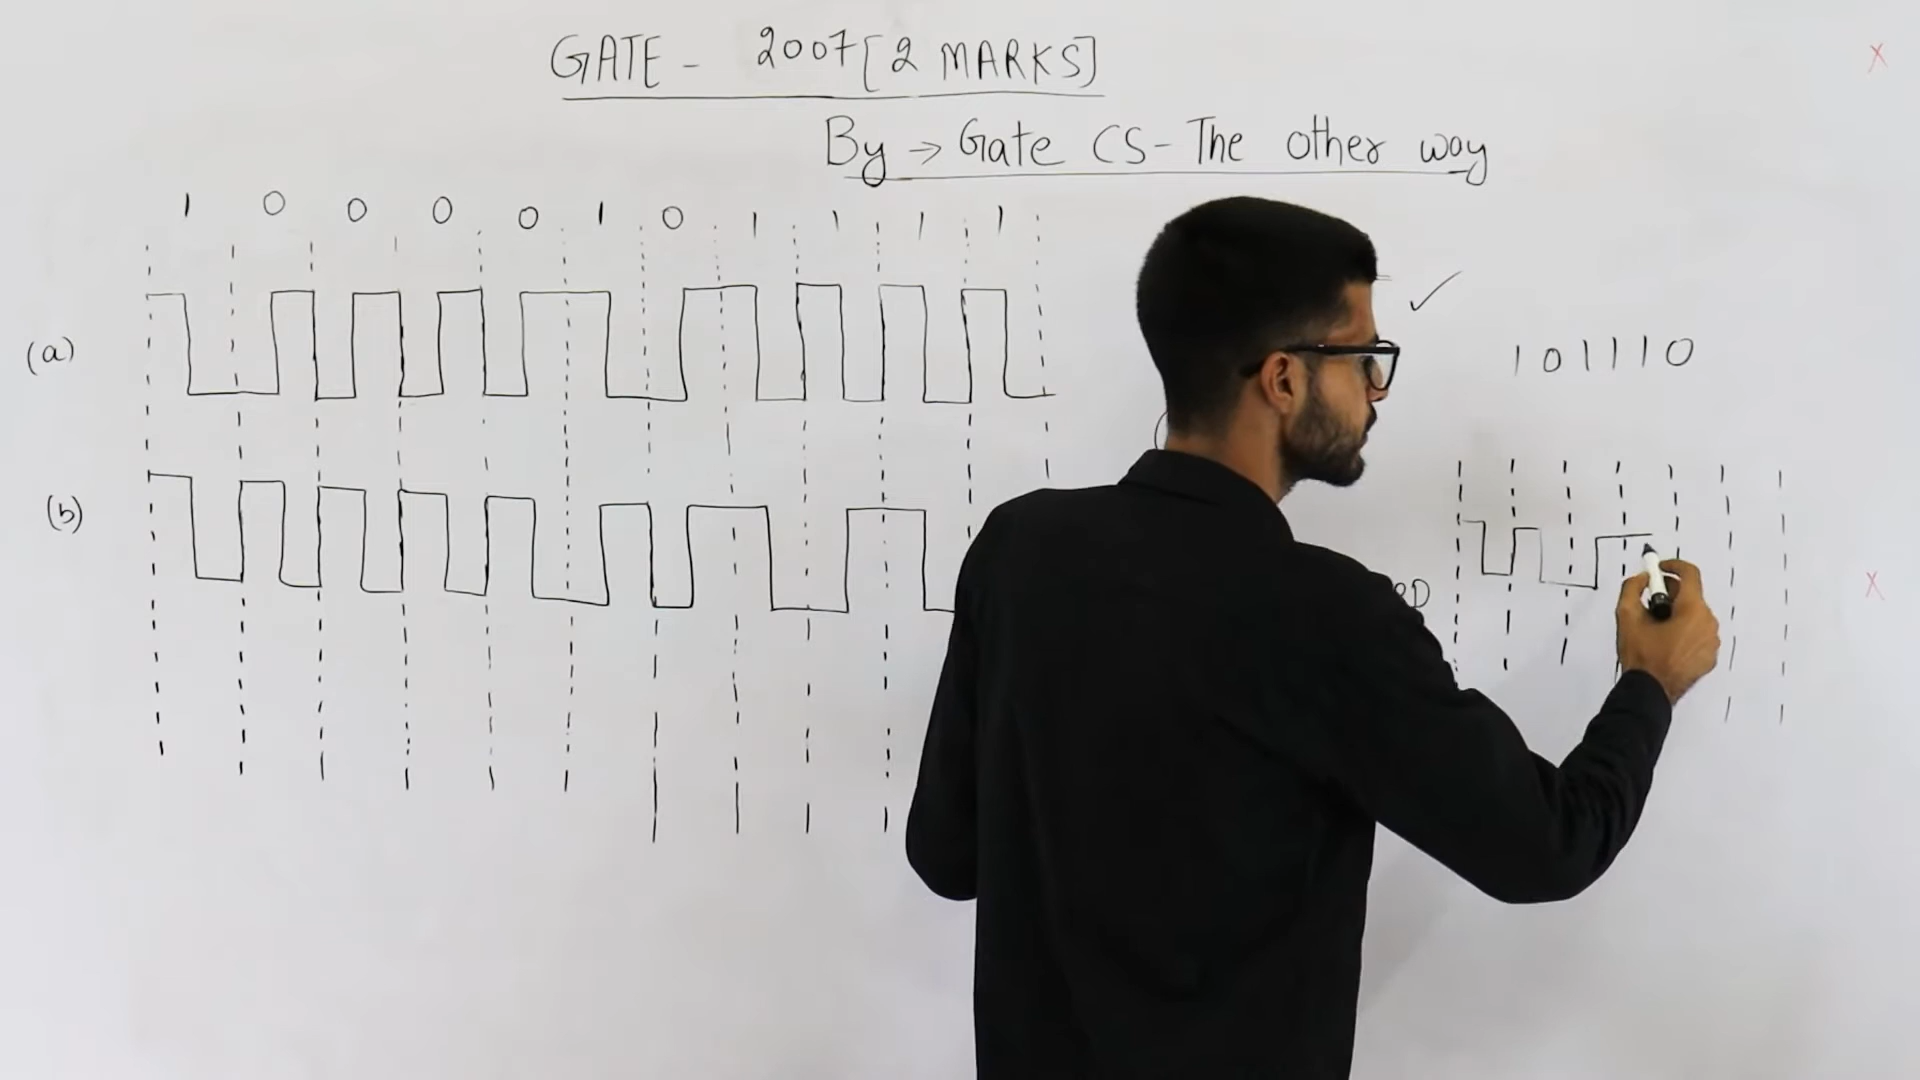 GATE - 2007 [2 MARKS]
By → Gate CS - The other way
1 0 0 0 0 1 0 1 1 1 1
(a)
101110
(b)